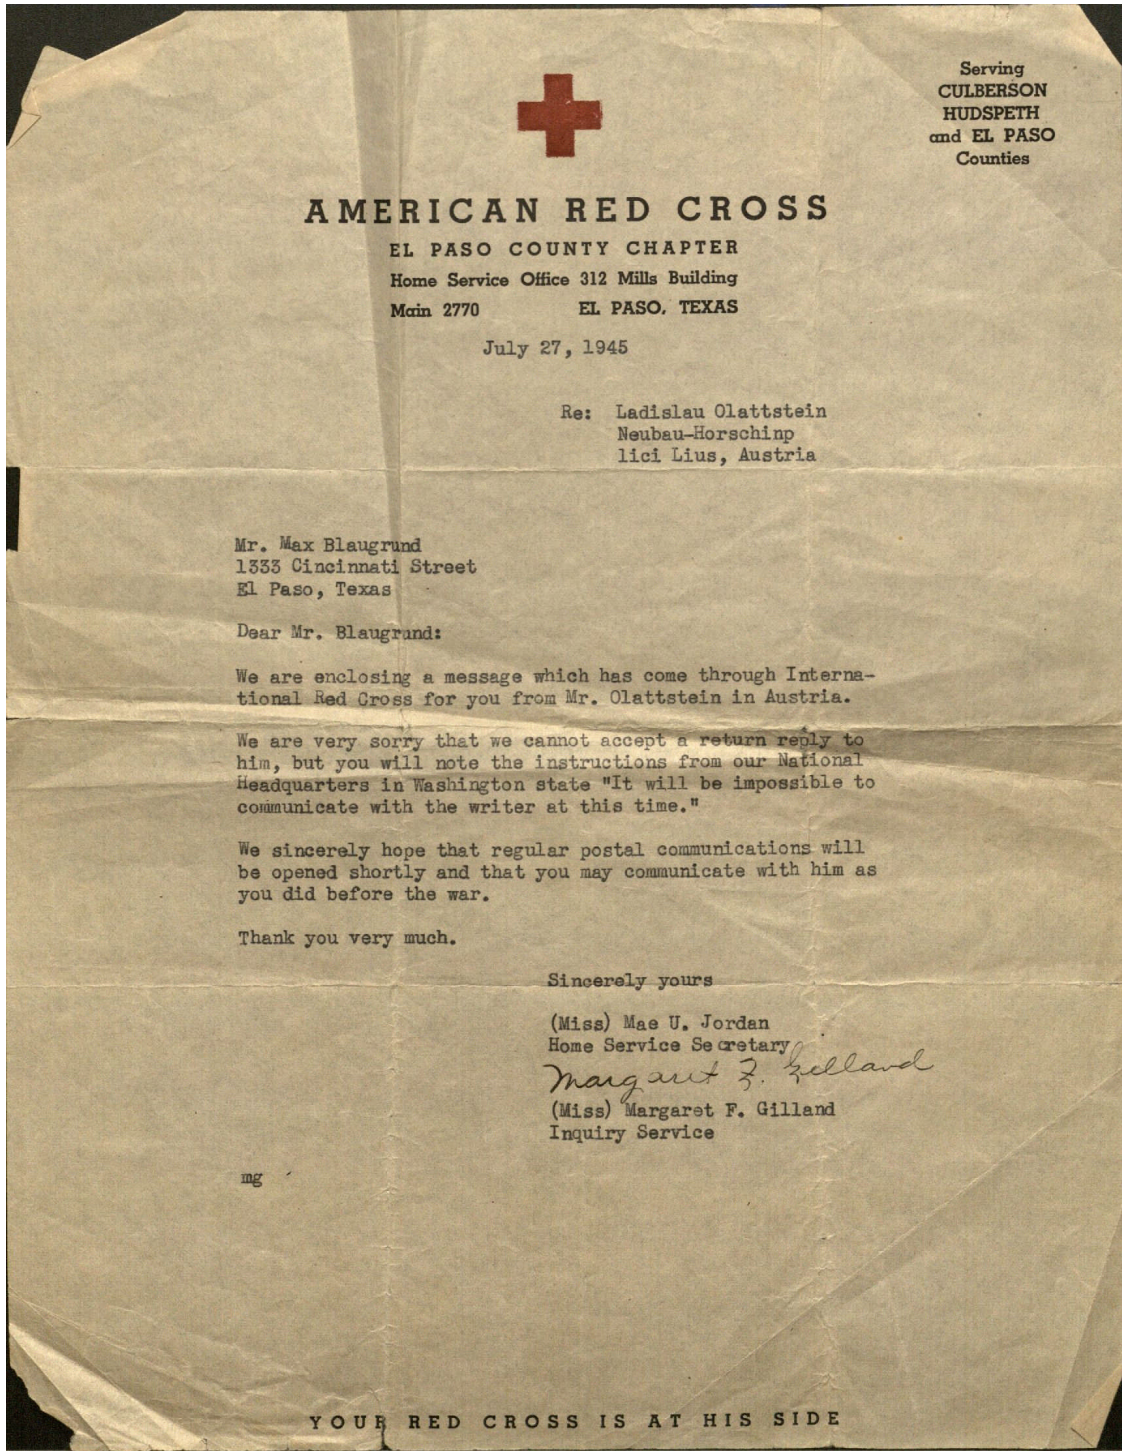 Serving
CULBERSON
HUDSPETH
and EL PASO
Counties
AMERICAN RED CROSS
EL PASO COUNTY CHAPTER
Home Service Office 312 Mills Building
Main 2770 EL PASO, TEXAS
July 27, 1945
Re: Ladislau Olattstein
Neubau-Horschinp
lici Lius, Austria
Mr. Max Blaugrund
1333 Cincinnati Street
El Paso, Texas
Dear Mr. Blaugrund:
We are enclosing a message which has come through Interna-
tional Red Cross for you from Mr. Olattstein in Austria.
We are very sorry that we cannot accept a return reply to
him, but you will note the instructions from our National
Headquarters in Washington state "It will be impossible to
communicate with the writer at this time."
We sincerely hope that regular postal communications will
be opened shortly and that you may communicate with him as
you did before the war.
Thank you very much.
Sincerely yours
(Miss) Mae U. Jordan
Home Service Secretary
Margaret F. Gilland
(Miss) Margaret F. Gilland
Inquiry Service
mg
YOUR RED CROSS IS AT HIS SIDE